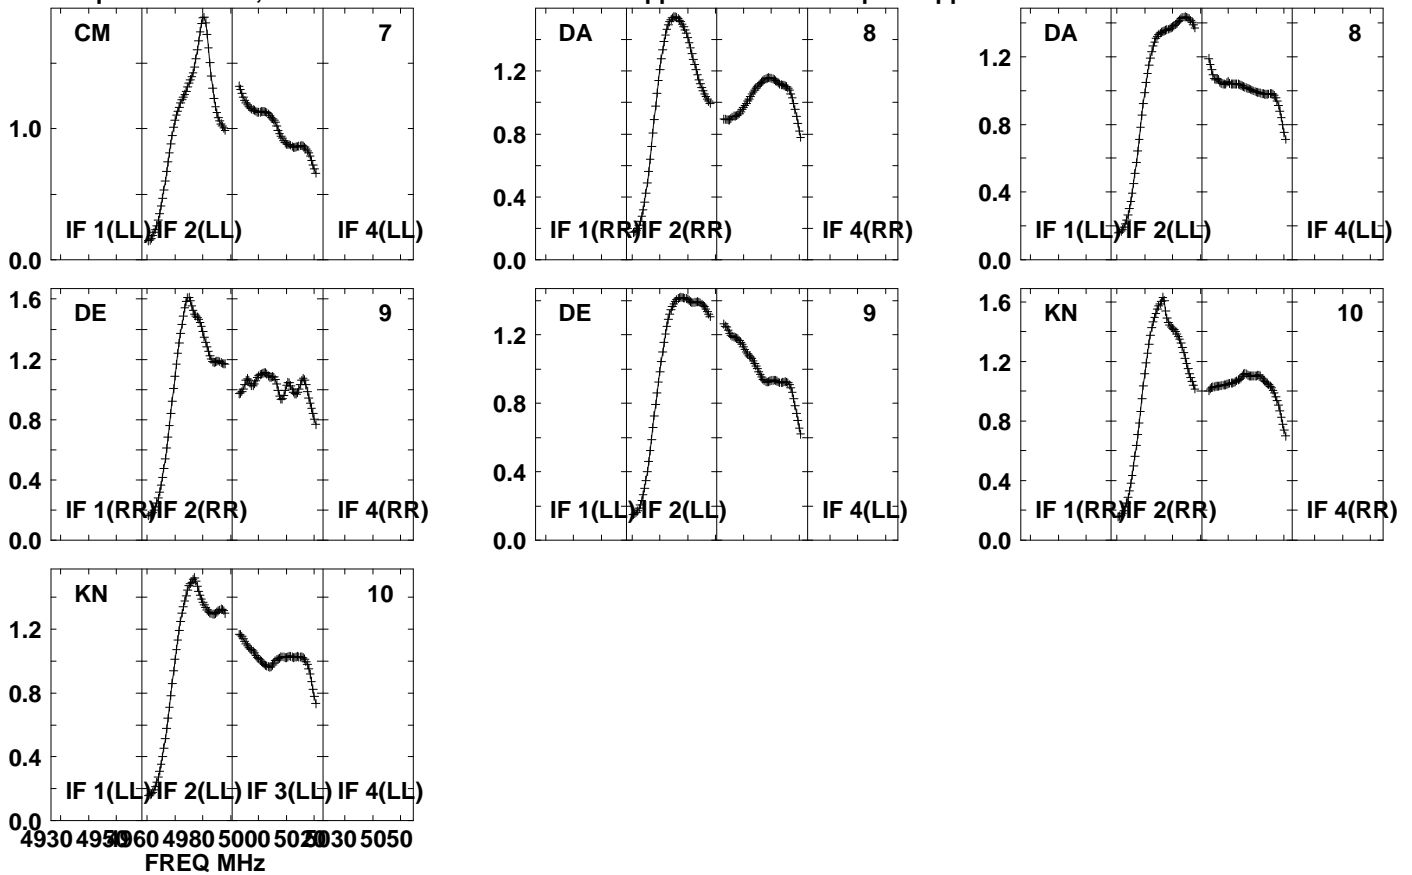 CM 7
1.0
0.0
IF 1(LL) IF 2(LL) IF 4(LL)
DA 8
1.2
0.8
0.4
0.0
IF 1(RR) IF 2(RR) IF 4(RR)
DA 8
1.2
0.8
0.4
0.0
IF 1(LL) IF 2(LL) IF 4(LL)
DE 9
1.6
1.2
0.8
0.4
0.0
IF 1(RR) IF 2(RR) IF 4(RR)
DE 9
1.2
0.8
0.4
0.0
IF 1(LL) IF 2(LL) IF 4(LL)
KN 10
1.6
1.2
0.8
0.4
0.0
IF 1(RR) IF 2(RR) IF 4(RR)
KN 10
1.2
0.8
0.4
0.0
IF 1(LL) IF 2(LL) IF 3(LL) IF 4(LL)
4930 4950 4960 4980 5000 5020 5030 5050
FREQ MHz